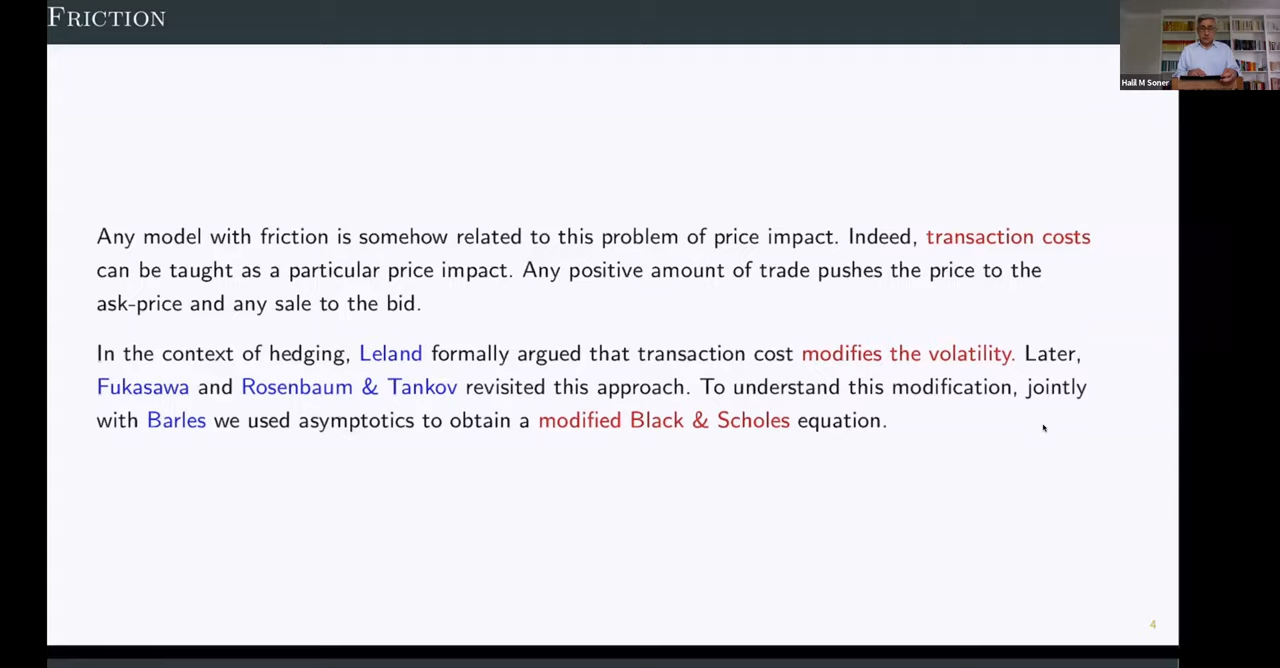 FRICTION
Halil M Soner
Any model with friction is somehow related to this problem of price impact. Indeed, transaction costs
can be taught as a particular price impact. Any positive amount of trade pushes the price to the
ask-price and any sale to the bid.
In the context of hedging, Leland formally argued that transaction cost modifies the volatility. Later,
Fukasawa and Rosenbaum & Tankov revisited this approach. To understand this modification, jointly
with Barles we used asymptotics to obtain a modified Black & Scholes equation.
4